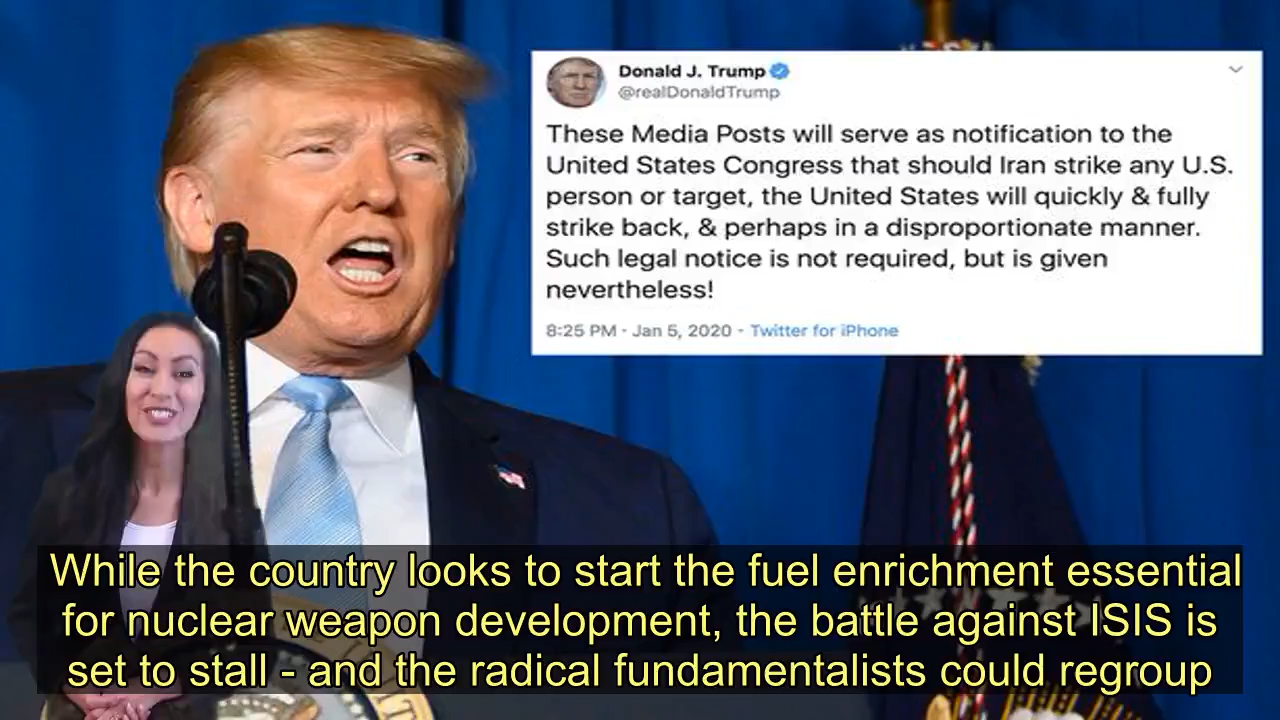 Donald J. Trump
@realDonaldTrump
These Media Posts will serve as notification to the
United States Congress that should Iran strike any U.S.
person or target, the United States will quickly & fully
strike back, & perhaps in a disproportionate manner.
Such legal notice is not required, but is given
nevertheless!
8:25 PM · Jan 5, 2020 · Twitter for iPhone
While the country looks to start the fuel enrichment essential
for nuclear weapon development, the battle against ISIS is
set to stall - and the radical fundamentalists could regroup